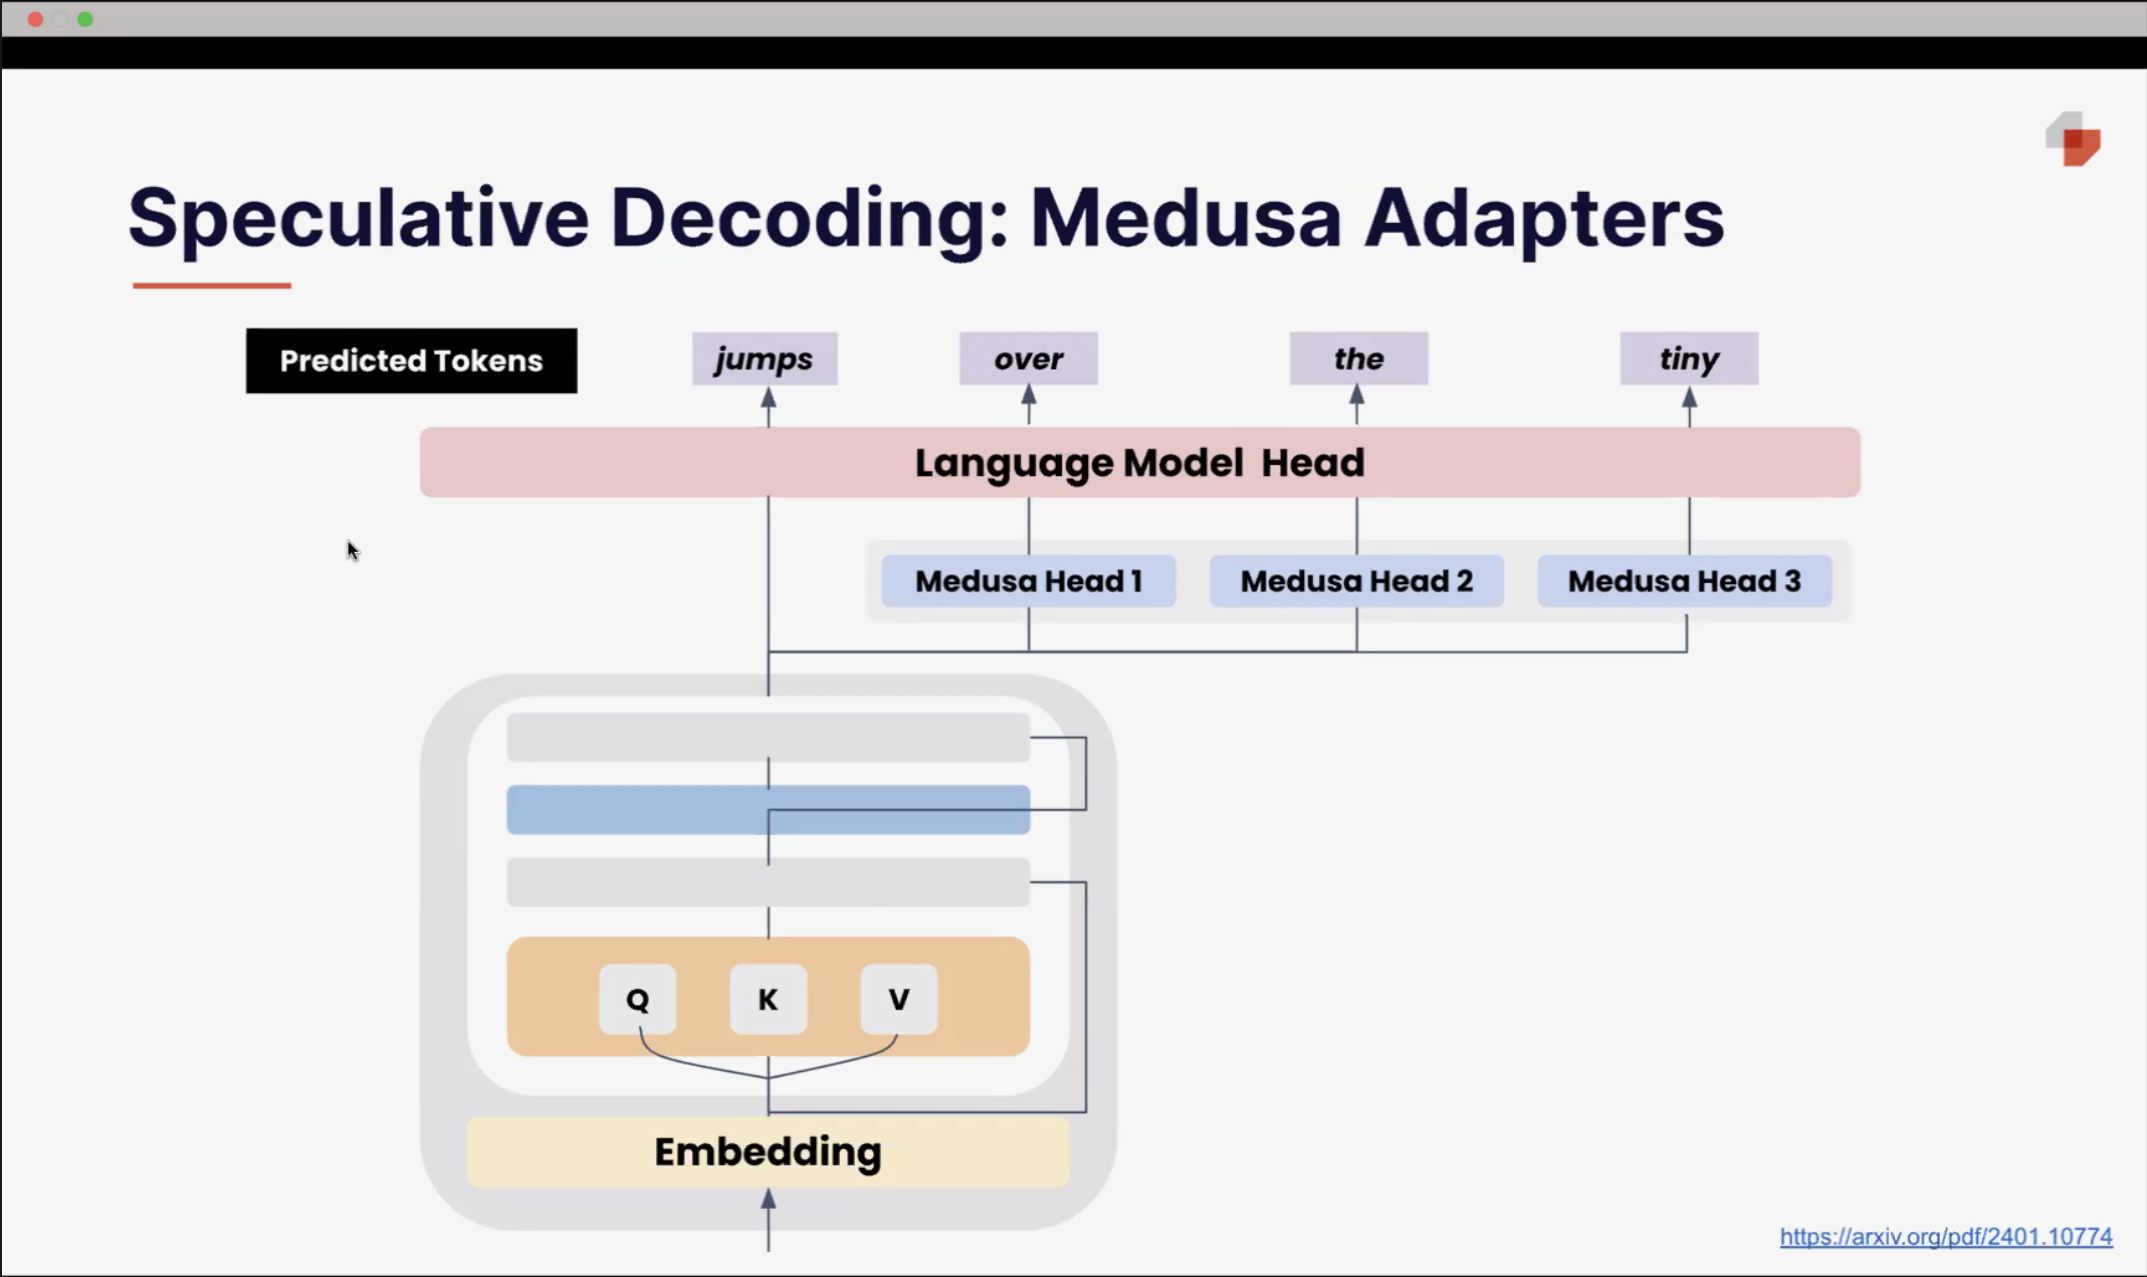 Speculative Decoding: Medusa Adapters
Predicted Tokens
jumps
over
the
tiny
Language Model Head
Medusa Head 1
Medusa Head 2
Medusa Head 3
Q
K
V
Embedding
https://arxiv.org/pdf/2401.10774